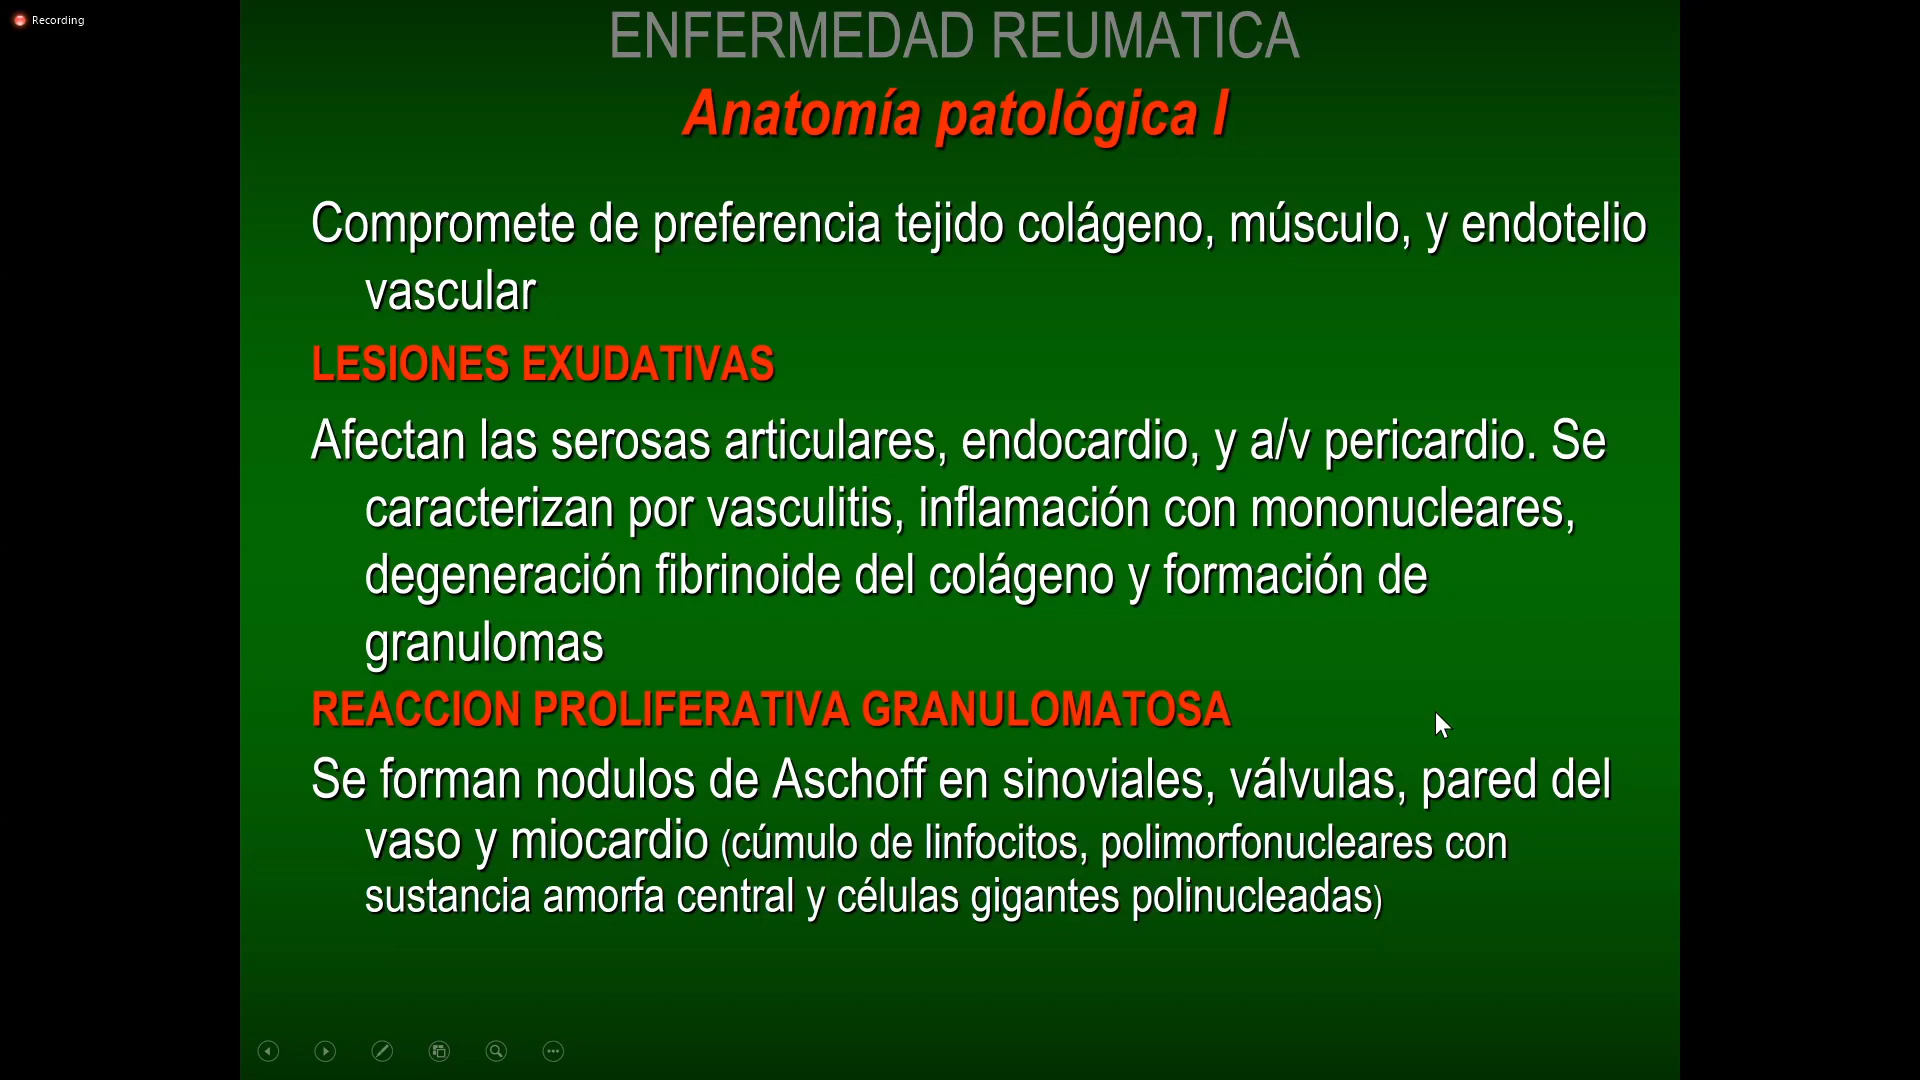 Recording
ENFERMEDAD REUMATICA
Anatomía patológica I
Compromete de preferencia tejido colágeno, músculo, y endotelio
vascular
LESIONES EXUDATIVAS
Afectan las serosas articulares, endocardio, y a/v pericardio. Se
caracterizan por vasculitis, inflamación con mononucleares,
degeneración fibrinoide del colágeno y formación de
granulomas
REACCION PROLIFERATIVA GRANULOMATOSA
Se forman nodulos de Aschoff en sinoviales, válvulas, pared del
vaso y miocardio (cúmulo de linfocitos, polimorfonucleares con
sustancia amorfa central y células gigantes polinucleadas)